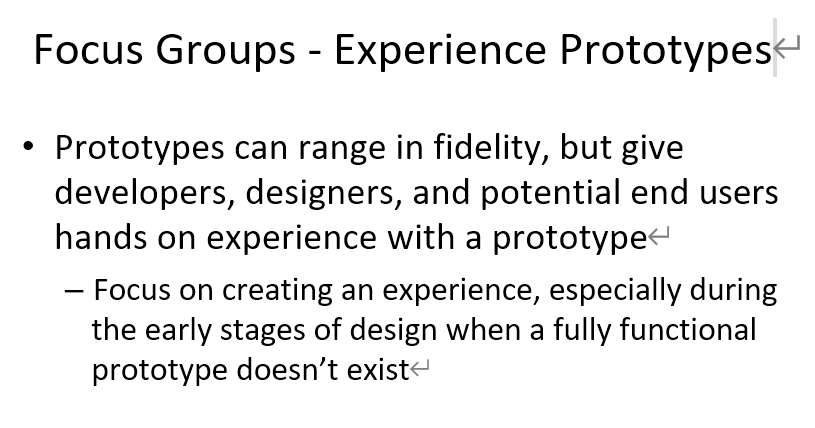 Focus Groups - Experience Prototypes↵
• Prototypes can range in fidelity, but give
developers, designers, and potential end users
hands on experience with a prototype↵
– Focus on creating an experience, especially during
the early stages of design when a fully functional
prototype doesn’t exist↵